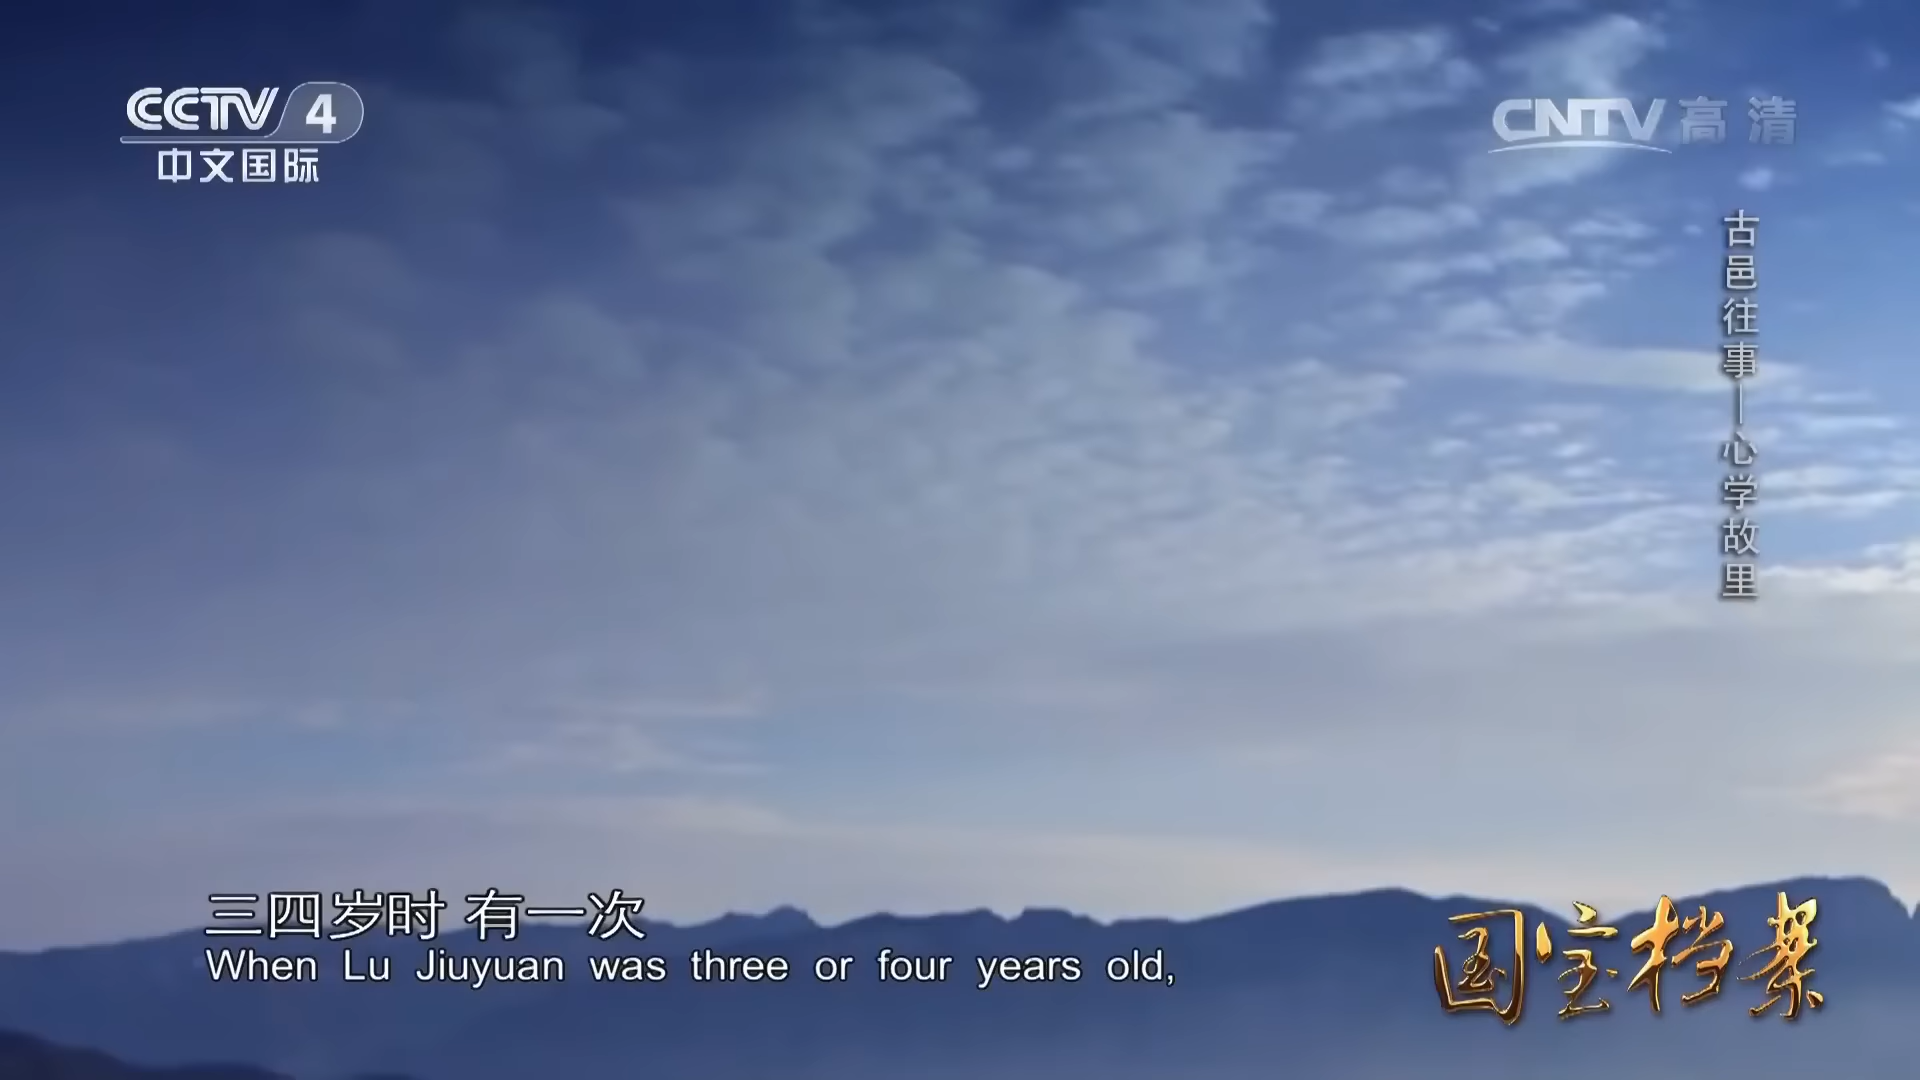 CCTV 4
中文国际
CNTV 高清
古邑往事—心学故里
三四岁时 有一次
When Lu Jiuyuan was three or four years old,
国宝档案